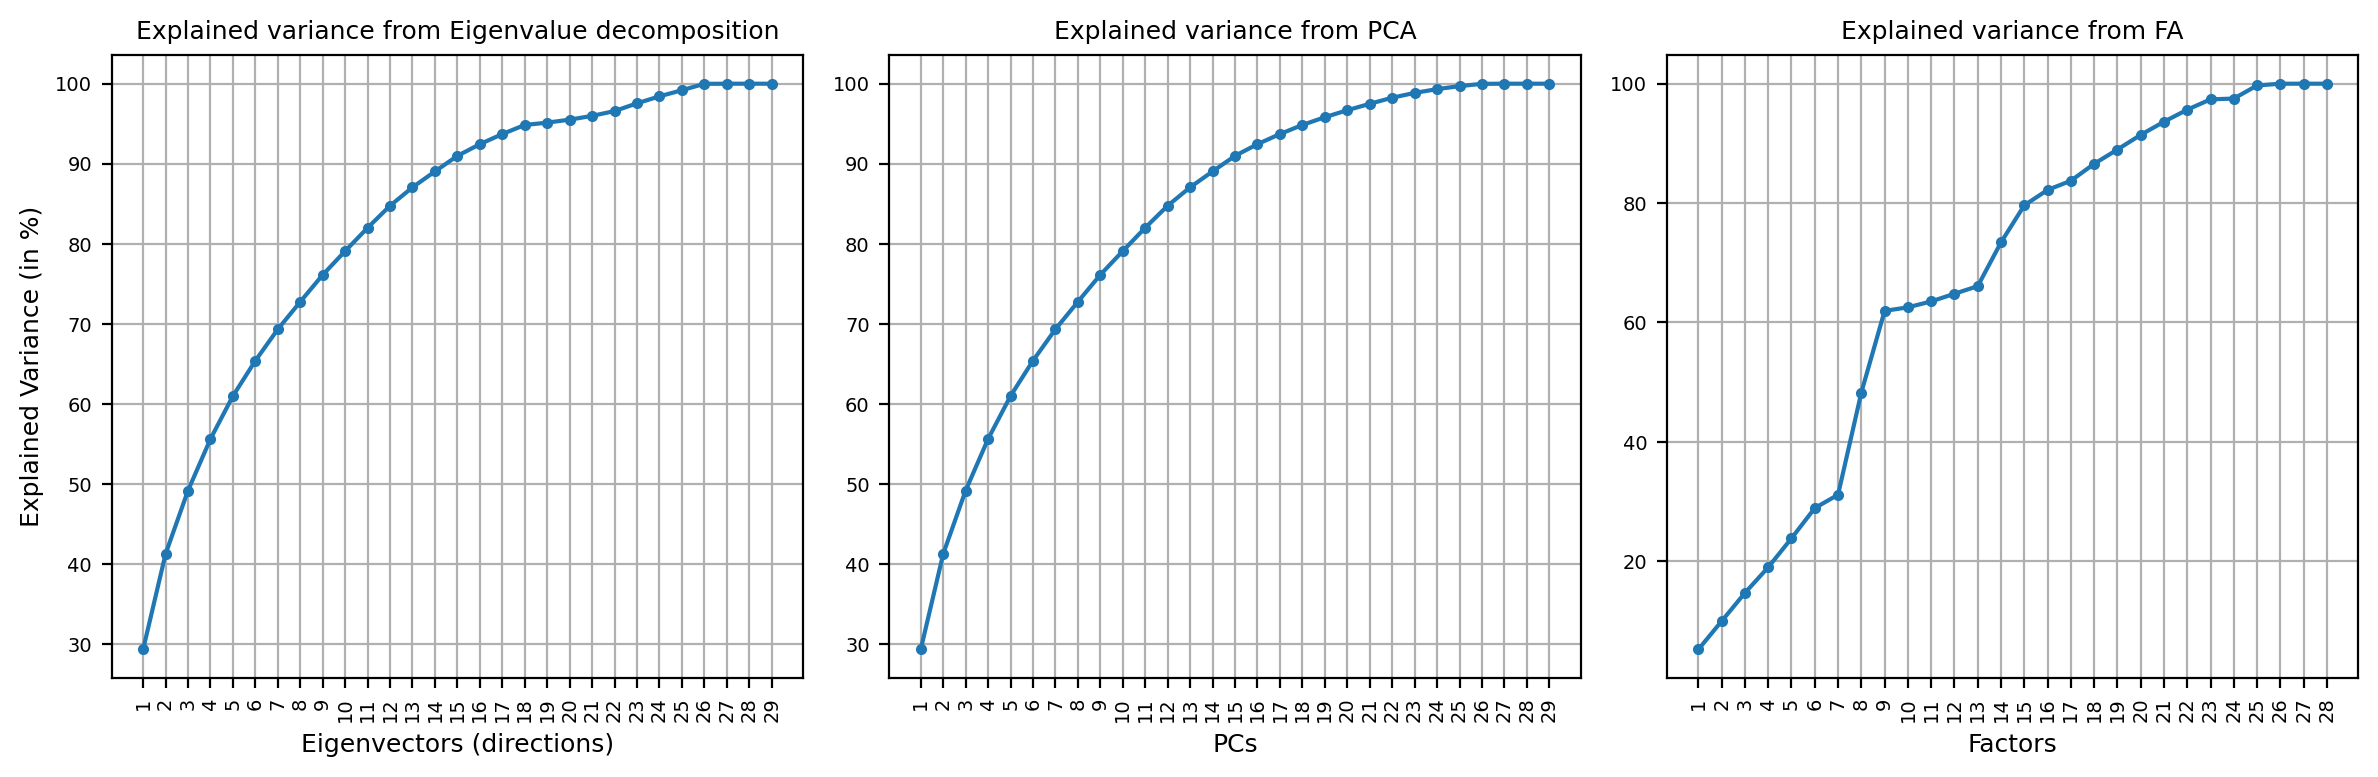 Explained variance from Eigenvalue decomposition
Explained Variance (in %)
100
90
80
70
60
50
40
30
1 2 3 4 5 6 7 8 9 10 11 12 13 14 15 16 17 18 19 20 21 22 23 24 25 26 27 28 29
Eigenvectors (directions)
Explained variance from PCA
100
90
80
70
60
50
40
30
1 2 3 4 5 6 7 8 9 10 11 12 13 14 15 16 17 18 19 20 21 22 23 24 25 26 27 28 29
PCs
Explained variance from FA
100
80
60
40
20
1 2 3 4 5 6 7 8 9 10 11 12 13 14 15 16 17 18 19 20 21 22 23 24 25 26 27 28
Factors